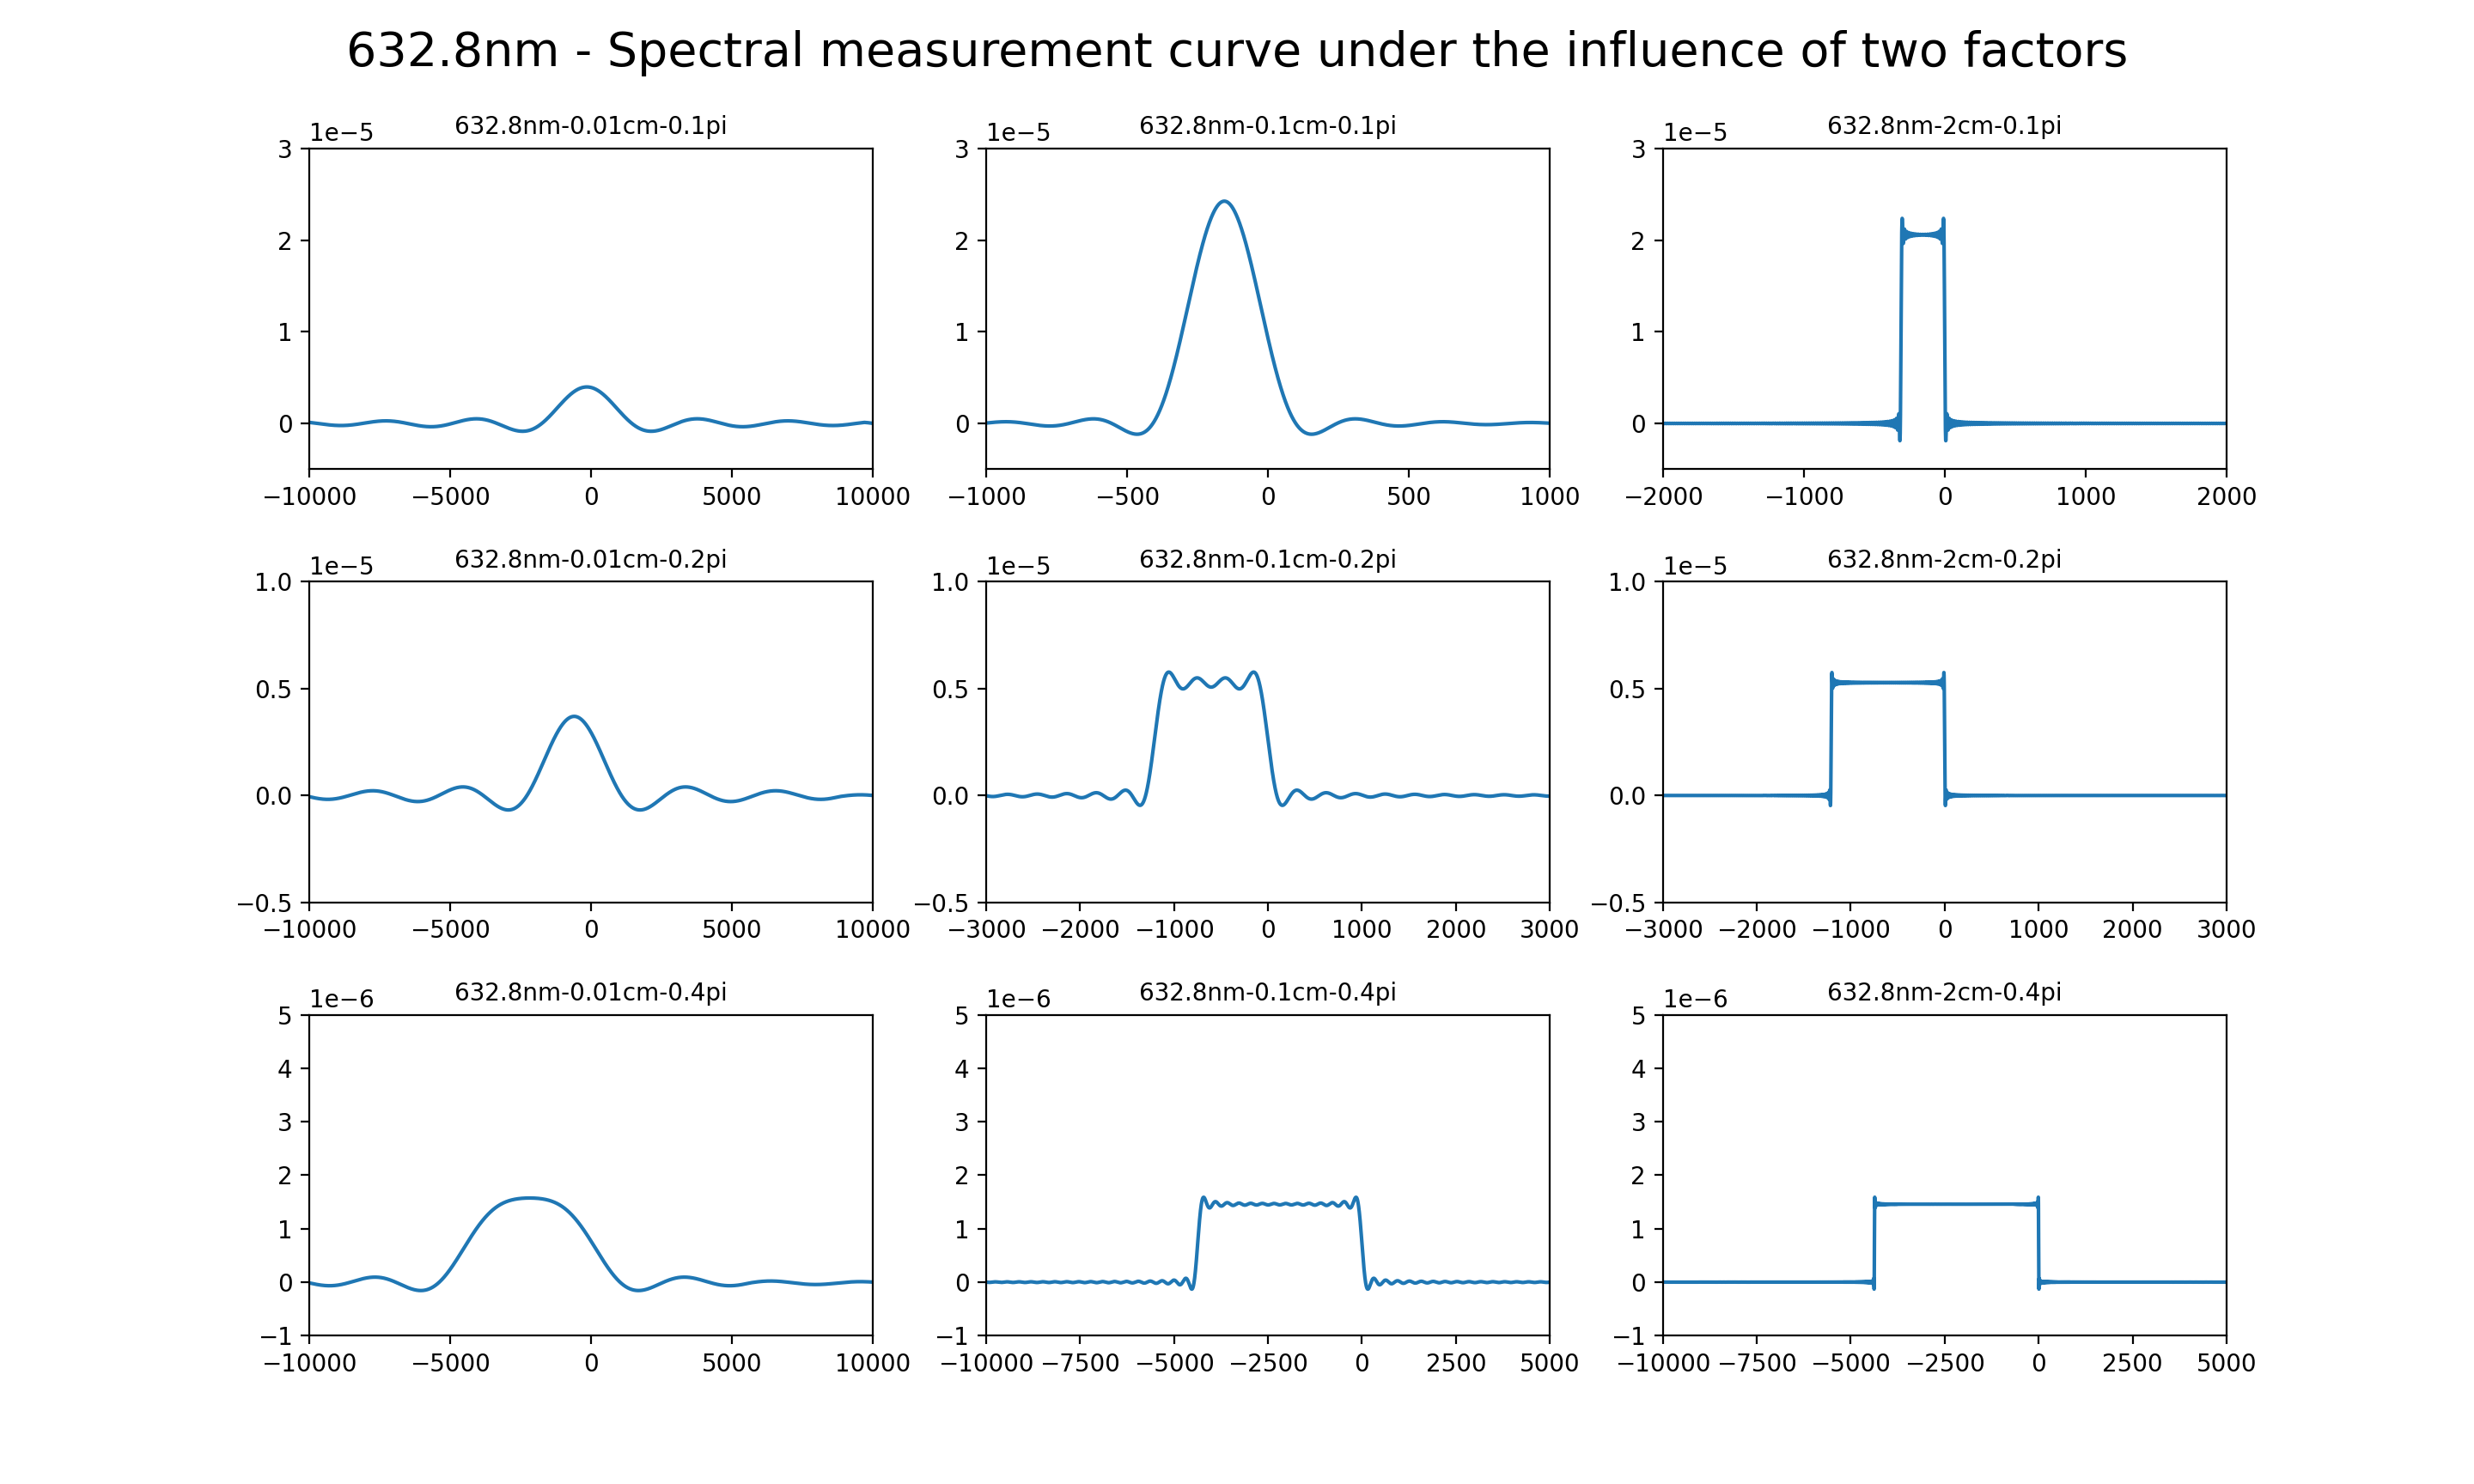 632.8nm - Spectral measurement curve under the influence of two factors
632.8nm-0.01cm-0.1pi
1e−5
3
2
1
0
−10000 −5000 0 5000 10000
632.8nm-0.1cm-0.1pi
1e−5
3
2
1
0
−1000 −500 0 500 1000
632.8nm-2cm-0.1pi
1e−5
3
2
1
0
−2000 −1000 0 1000 2000
632.8nm-0.01cm-0.2pi
1e−5
1.0
0.5
0.0
−0.5
−10000 −5000 0 5000 10000
632.8nm-0.1cm-0.2pi
1e−5
1.0
0.5
0.0
−0.5
−3000 −2000 −1000 0 1000 2000 3000
632.8nm-2cm-0.2pi
1e−5
1.0
0.5
0.0
−0.5
−3000 −2000 −1000 0 1000 2000 3000
632.8nm-0.01cm-0.4pi
1e−6
5
4
3
2
1
0
−1
−10000 −5000 0 5000 10000
632.8nm-0.1cm-0.4pi
1e−6
5
4
3
2
1
0
−1
−10000 −7500 −5000 −2500 0 2500 5000
632.8nm-2cm-0.4pi
1e−6
5
4
3
2
1
0
−1
−10000 −7500 −5000 −2500 0 2500 5000